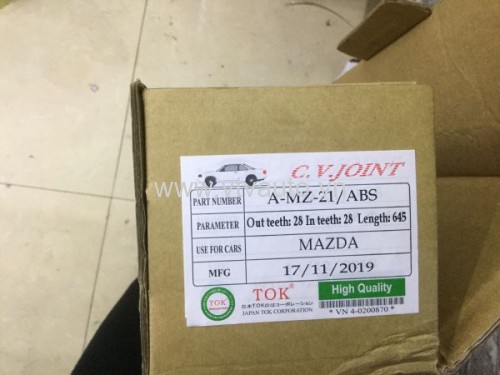 C.V.JOINT
PART NUMBER A-MZ-21/ABS
PARAMETER Out teeth: 28 In teeth: 28 Length: 645
USE FOR CARS MAZDA
MFG 17/11/2019
TOK
TOK®
JAPAN TOK CORPORATION
High Quality
* VN 4-0200870 *